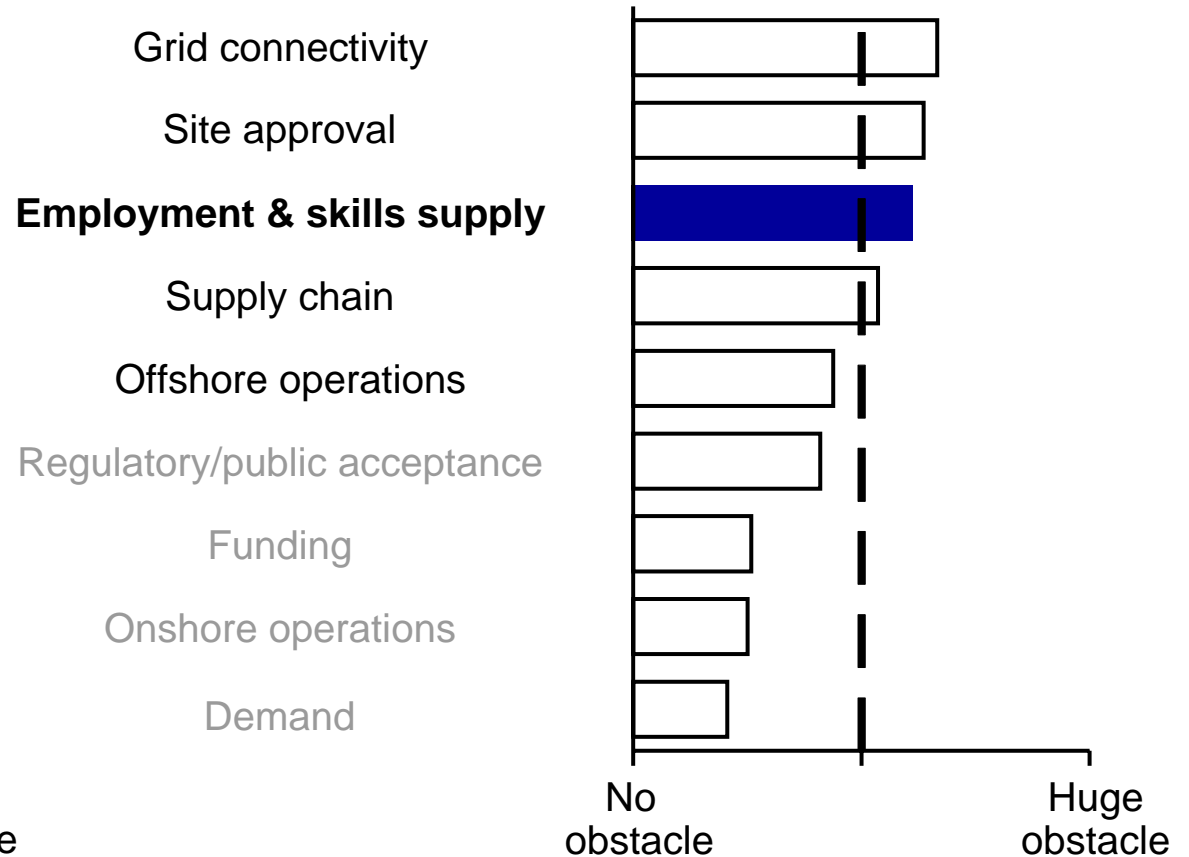 Grid connectivity
Site approval
Employment & skills supply
Supply chain
Offshore operations
Regulatory/public acceptance
Funding
Onshore operations
Demand
No
obstacle
Huge
obstacle
e